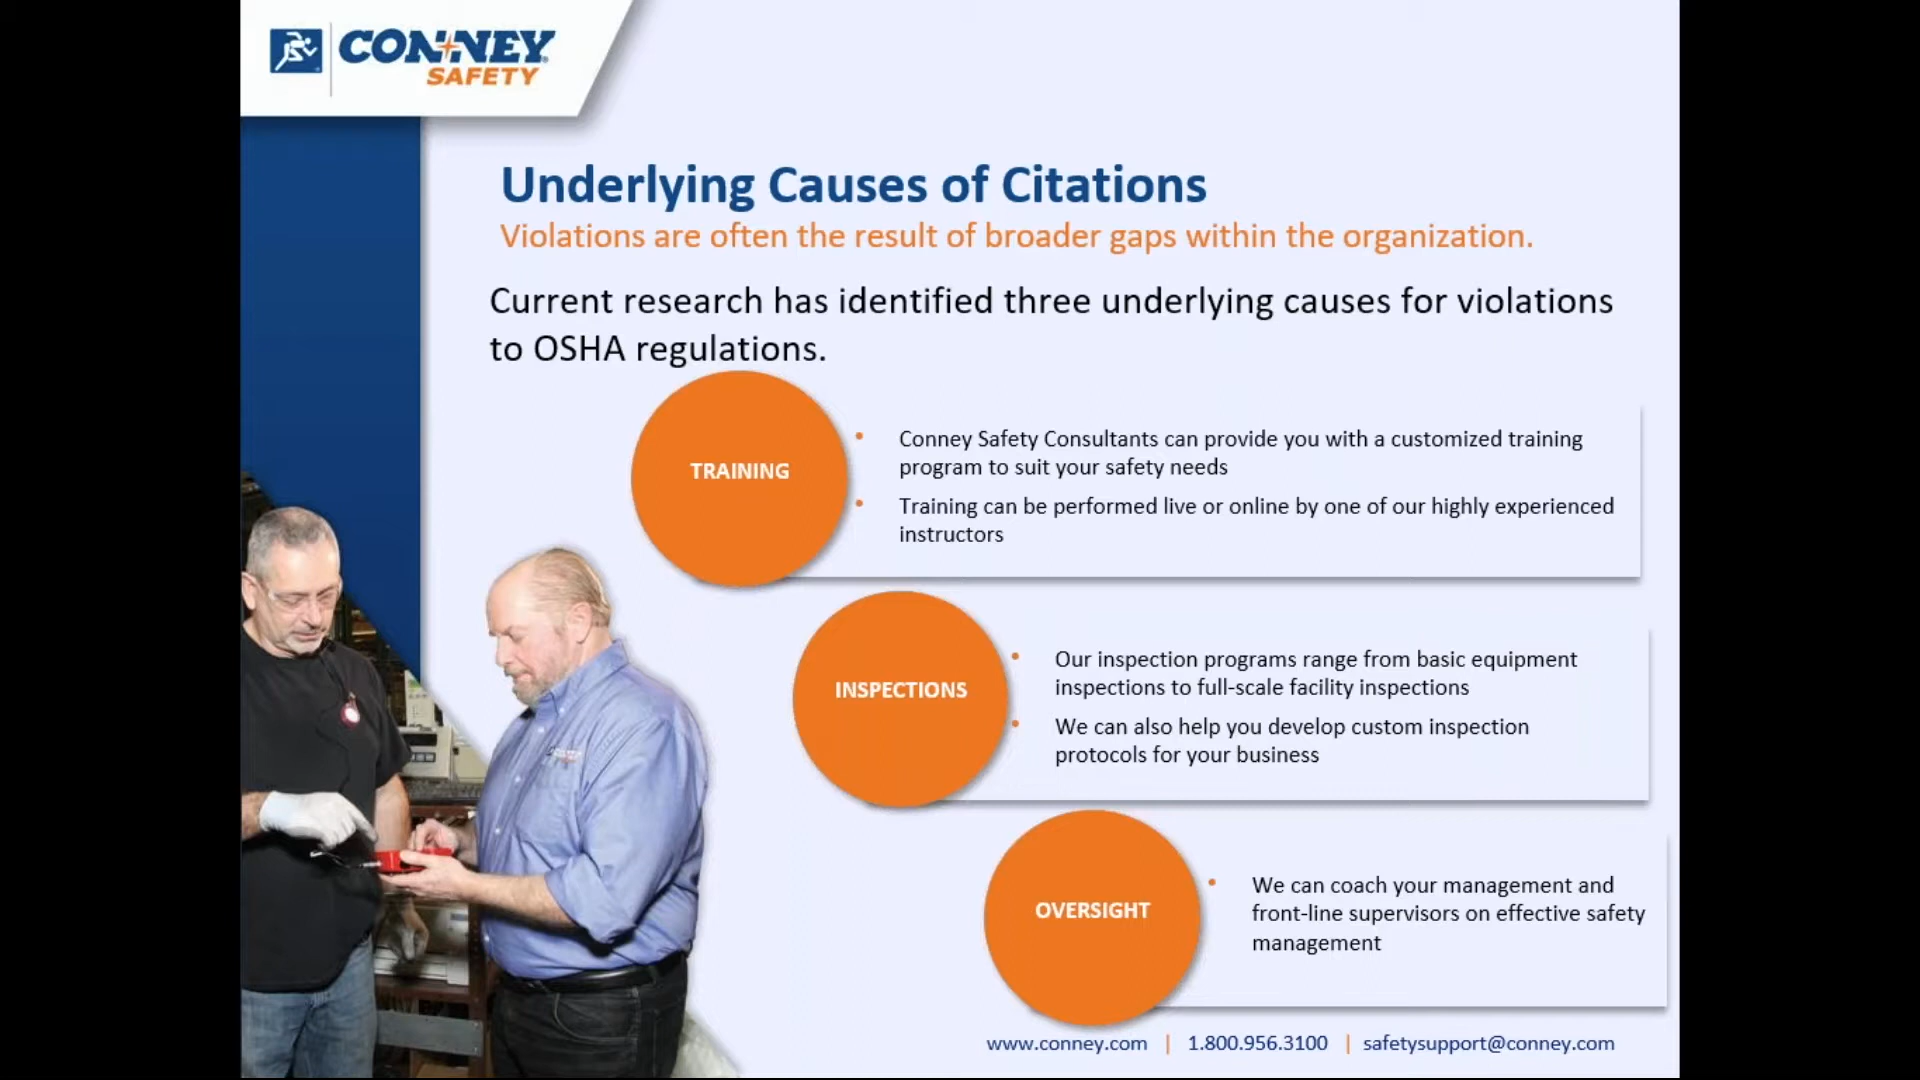 CONNEY
SAFETY
Underlying Causes of Citations
Violations are often the result of broader gaps within the organization.
Current research has identified three underlying causes for violations
to OSHA regulations.
TRAINING
• Conney Safety Consultants can provide you with a customized training
program to suit your safety needs
• Training can be performed live or online by one of our highly experienced
instructors
INSPECTIONS
• Our inspection programs range from basic equipment
inspections to full-scale facility inspections
• We can also help you develop custom inspection
protocols for your business
OVERSIGHT
• We can coach your management and
front-line supervisors on effective safety
management
www.conney.com | 1.800.956.3100 | safetysupport@conney.com